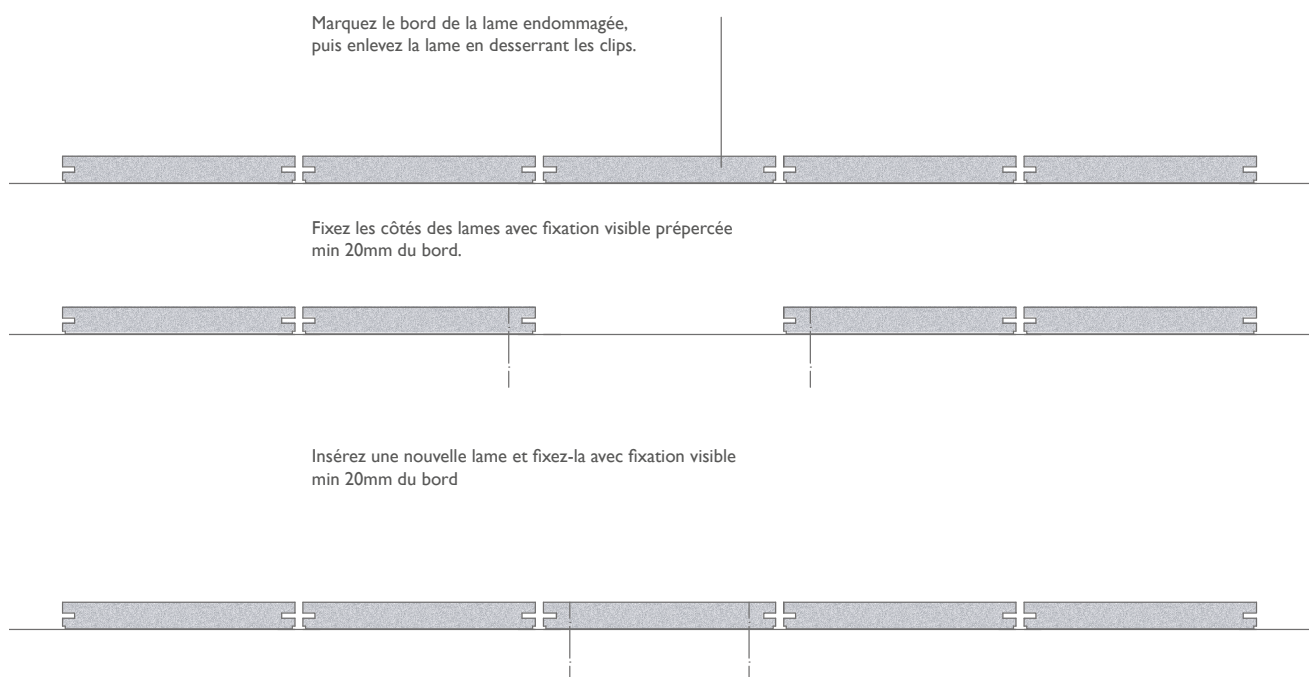 Marquez le bord de la lame endommagée,
puis enlevez la lame en desserrant les clips.
Fixez les côtés des lames avec fixation visible prépercée
min 20mm du bord.
Insérez une nouvelle lame et fixez-la avec fixation visible
min 20mm du bord